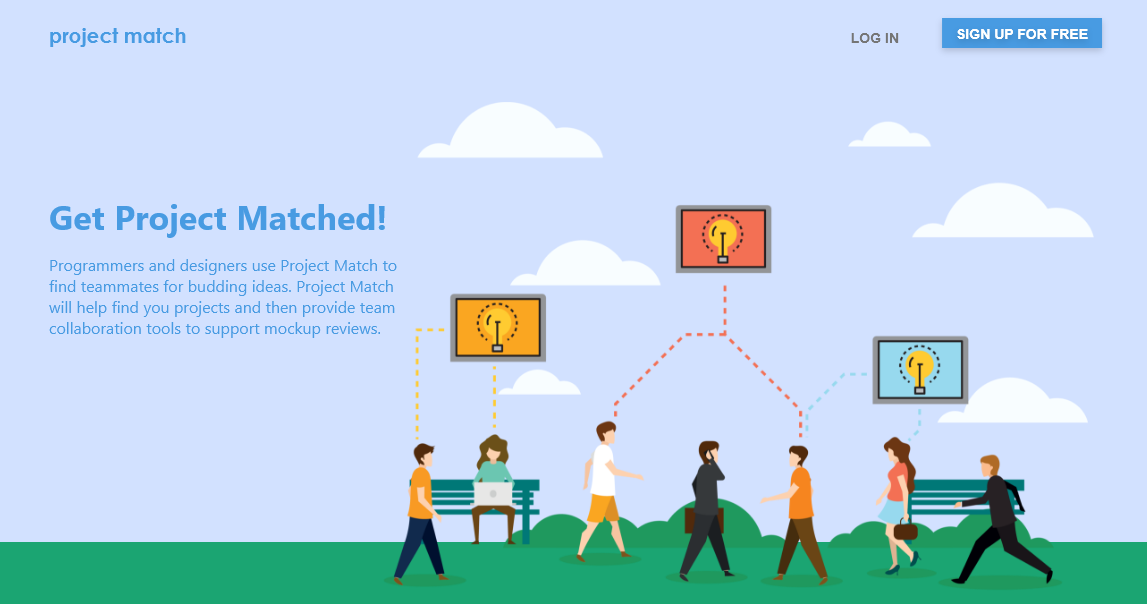 project match
LOG IN
SIGN UP FOR FREE
Get Project Matched!
Programmers and designers use Project Match to
find teammates for budding ideas. Project Match
will help find you projects and then provide team
collaboration tools to support mockup reviews.